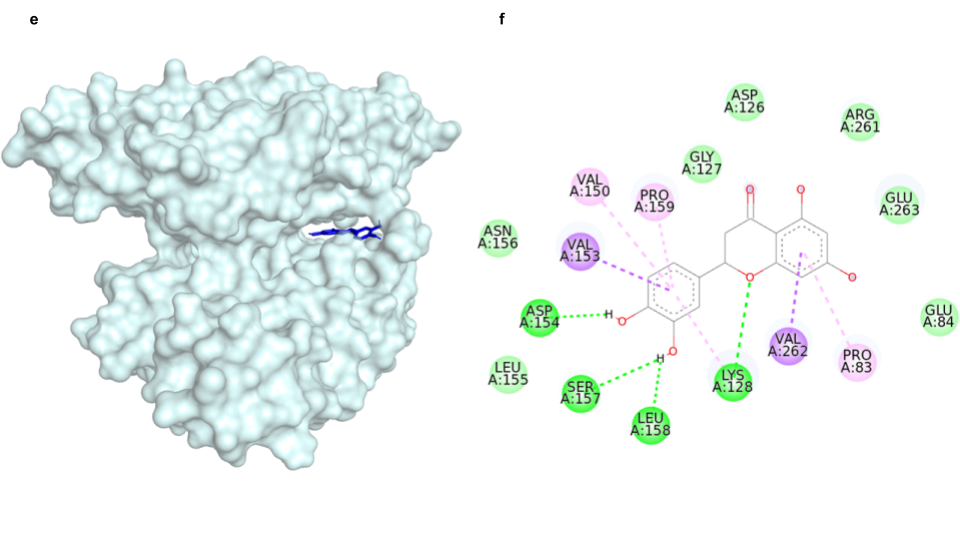 e
f
ASP
A:126
ARG
A:261
GLY
A:127
VAL
A:150
PRO
A:159
GLU
A:263
ASN
A:156
VAL
A:153
O
O
O
O
ASP
A:154
H
O
GLU
A:84
VAL
A:262
PRO
A:83
H
O
LEU
A:155
LYS
A:128
SER
A:157
LEU
A:158